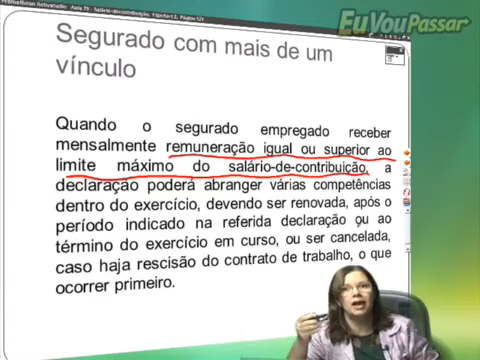 EuVouPassar
Segurado com mais de um
vínculo
Quando o segurado empregado receber
mensalmente remuneração igual ou superior ao
limite máximo do salário-de-contribuição, a
declaração poderá abranger várias competências
dentro do exercício, devendo ser renovada, após o
período indicado na referida declaração ou ao
término do exercício em curso, ou ser cancelada,
caso haja rescisão do contrato de trabalho, o que
ocorrer primeiro.